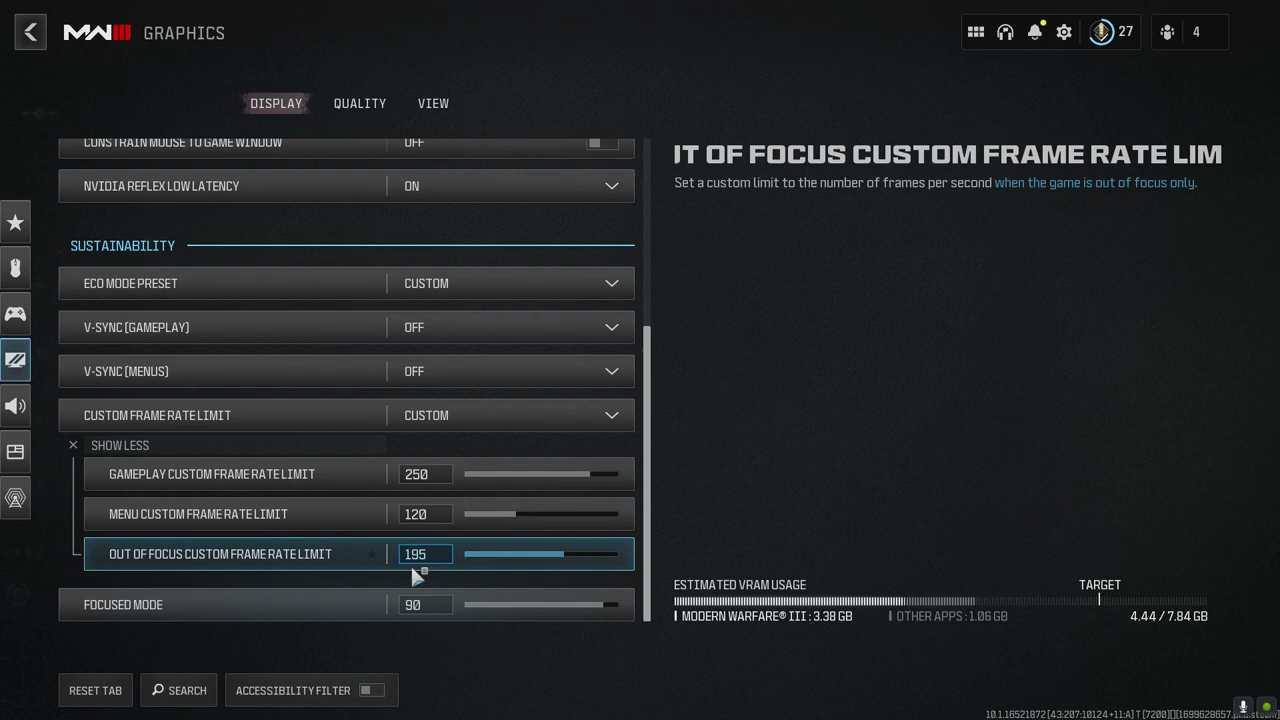 MWIII GRAPHICS
27
4
DISPLAY QUALITY VIEW
CONSTRAIN MOUSE TO GAME WINDOW OFF
NVIDIA REFLEX LOW LATENCY ON
SUSTAINABILITY
ECO MODE PRESET CUSTOM
V-SYNC (GAMEPLAY) OFF
V-SYNC (MENUS) OFF
CUSTOM FRAME RATE LIMIT CUSTOM
SHOW LESS
GAMEPLAY CUSTOM FRAME RATE LIMIT 250
MENU CUSTOM FRAME RATE LIMIT 120
OUT OF FOCUS CUSTOM FRAME RATE LIMIT 195
FOCUSED MODE 90
IT OF FOCUS CUSTOM FRAME RATE LIM
Set a custom limit to the number of frames per second when the game is out of focus only.
ESTIMATED VRAM USAGE TARGET
MODERN WARFARE® III : 3.38 GB OTHER APPS : 1.06 GB 4.44 / 7.84 GB
RESET TAB SEARCH ACCESSIBILITY FILTER